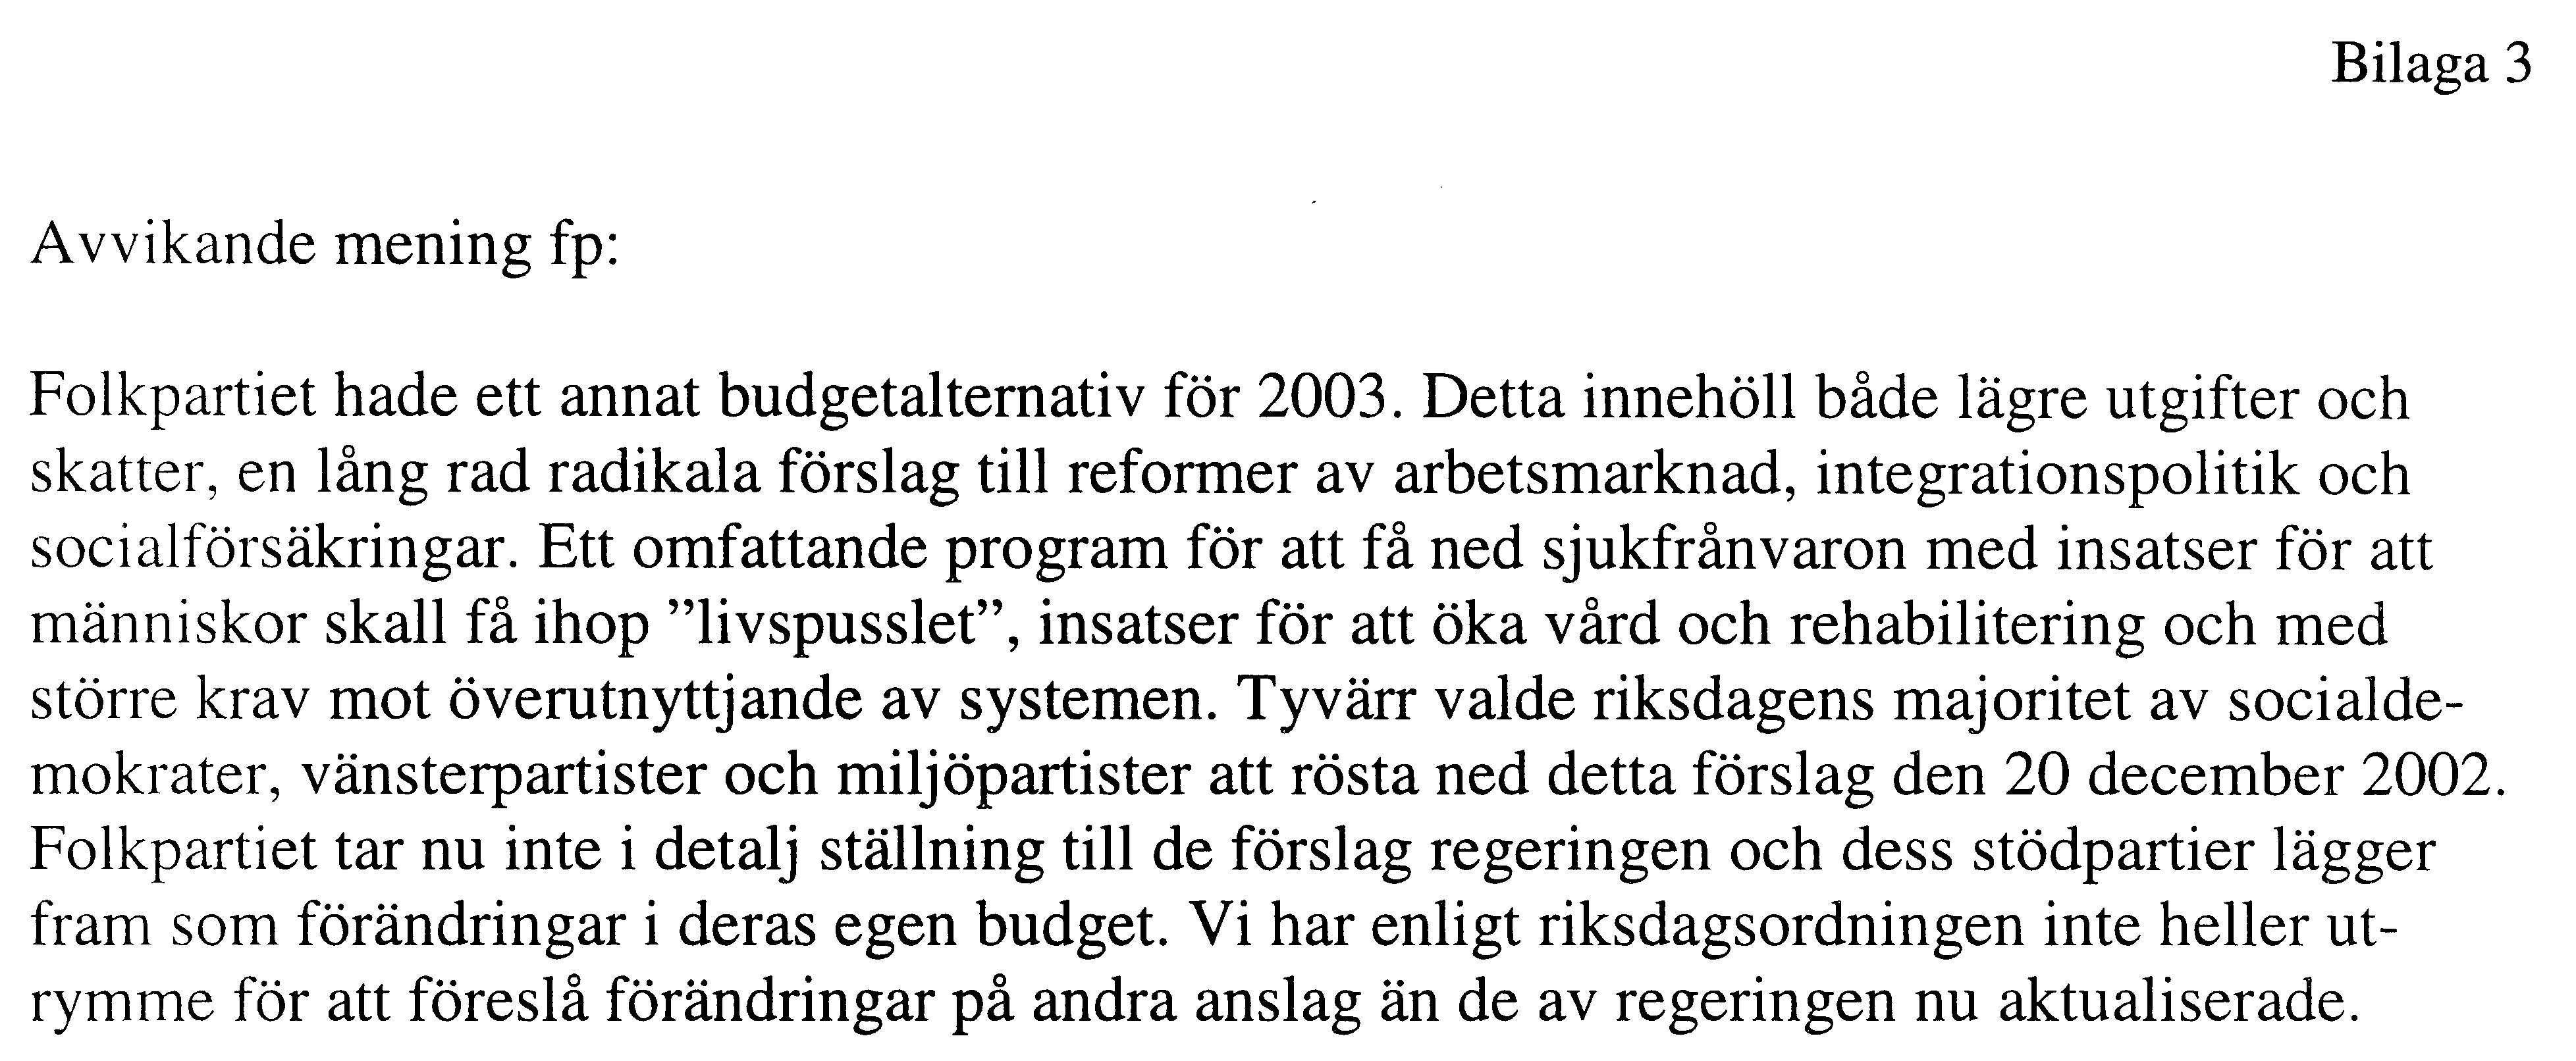 Bilaga 3
Avvikande mening fp:
Folkpartiet hade ett annat budgetalternativ för 2003. Detta innehöll både lägre utgifter och
skatter, en lång rad radikala förslag till reformer av arbetsmarknad, integrationspolitik och
socialförsäkringar. Ett omfattande program för att få ned sjukfrånvaron med insatser för att
människor skall få ihop ”livspusslet”, insatser för att öka vård och rehabilitering och med
större krav mot överutnyttjande av systemen. Tyvärr valde riksdagens majoritet av socialde-
mokrater, vänsterpartister och miljöpartister att rösta ned detta förslag den 20 december 2002.
Folkpartiet tar nu inte i detalj ställning till de förslag regeringen och dess stödpartier lägger
fram som förändringar i deras egen budget. Vi har enligt riksdagsordningen inte heller ut-
rymme för att föreslå förändringar på andra anslag än de av regeringen nu aktualiserade.